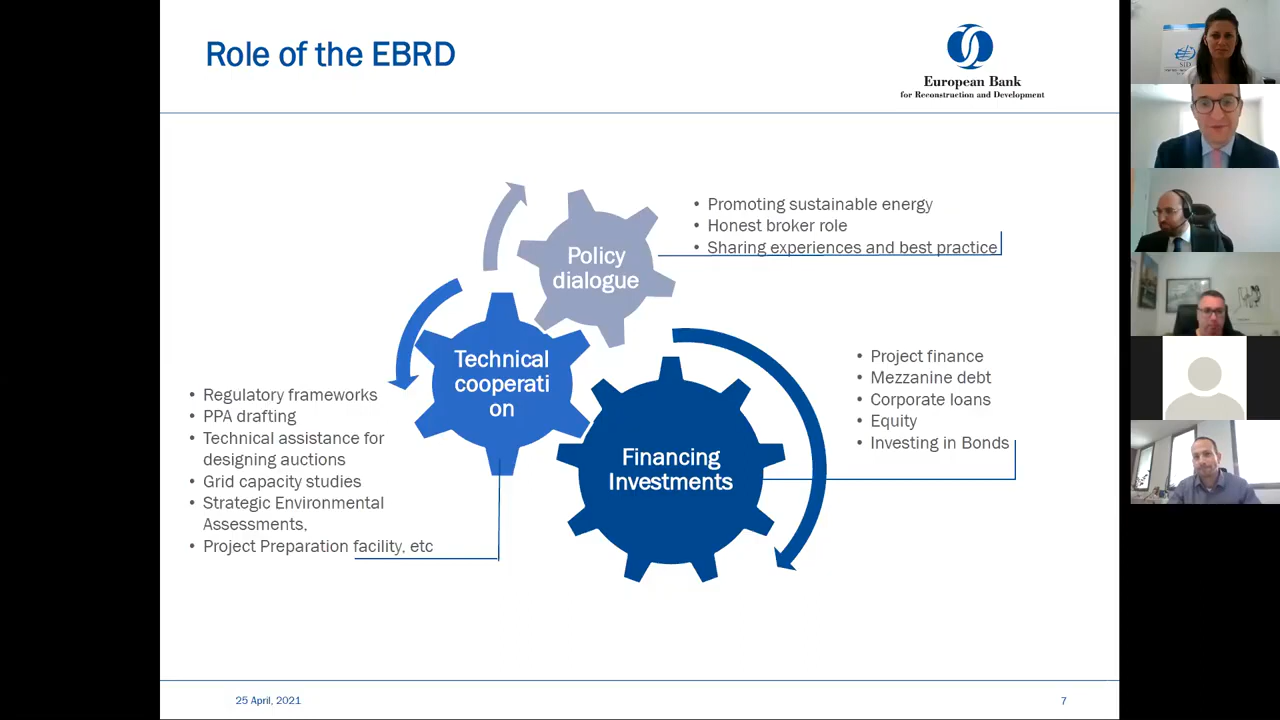 Role of the EBRD
European Bank
for Reconstruction and Development
Policy
dialogue
• Promoting sustainable energy
• Honest broker role
• Sharing experiences and best practice
Technical
cooperati
on
• Regulatory frameworks
• PPA drafting
• Technical assistance for
designing auctions
• Grid capacity studies
• Strategic Environmental
Assessments,
• Project Preparation facility, etc
Financing
Investments
• Project finance
• Mezzanine debt
• Corporate loans
• Equity
• Investing in Bonds
25 April, 2021
7